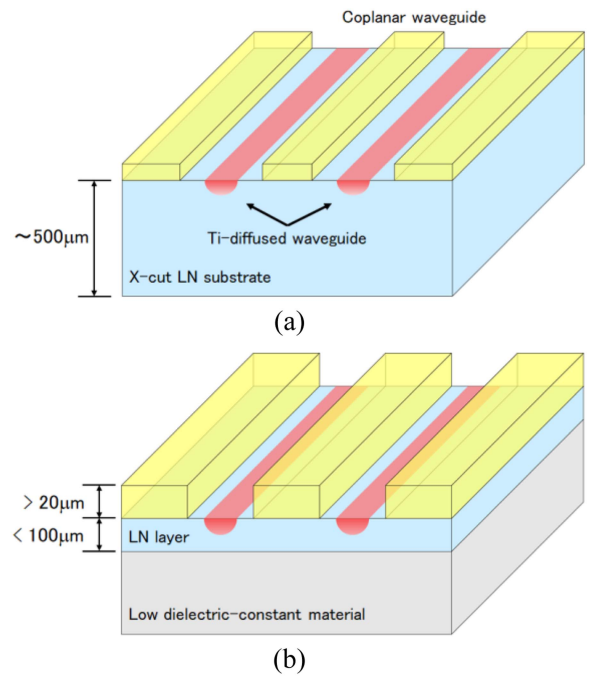 Coplanar waveguide
～500μm
Ti-diffused waveguide
X-cut LN substrate
(a)
> 20μm
< 100μm
LN layer
Low dielectric-constant material
(b)